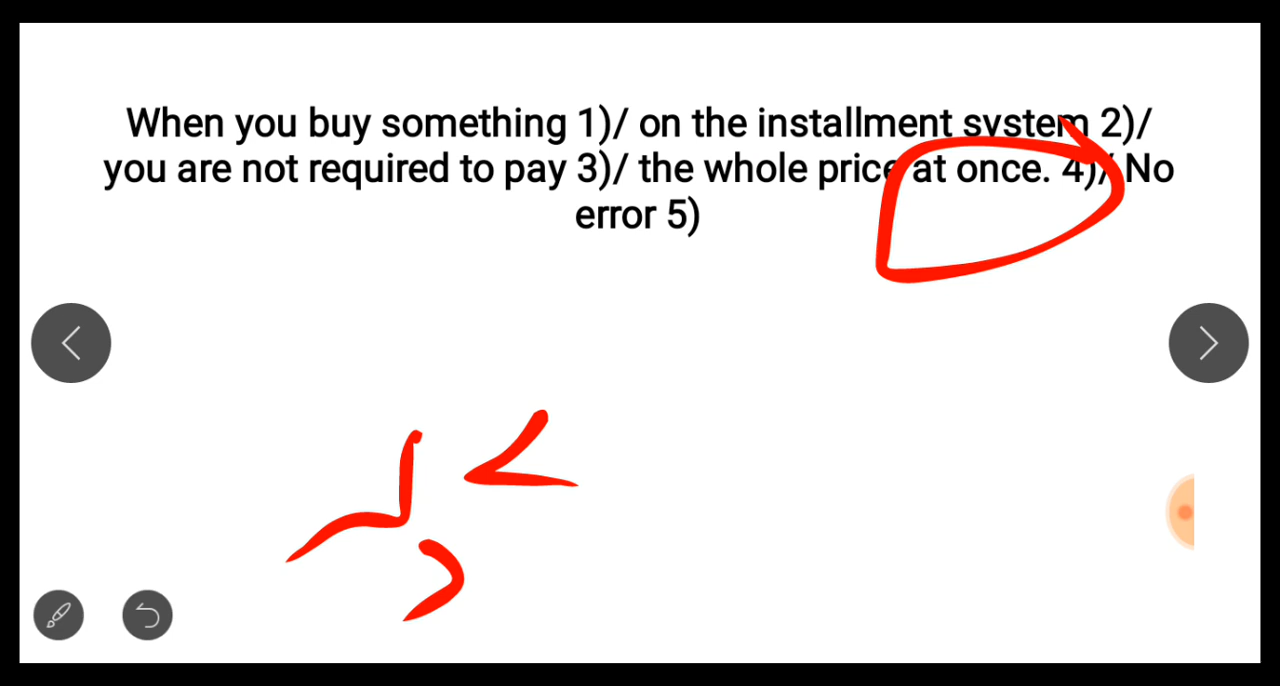 When you buy something 1)/ on the installment system 2)/
you are not required to pay 3)/ the whole price at once. 4)/ No
error 5)